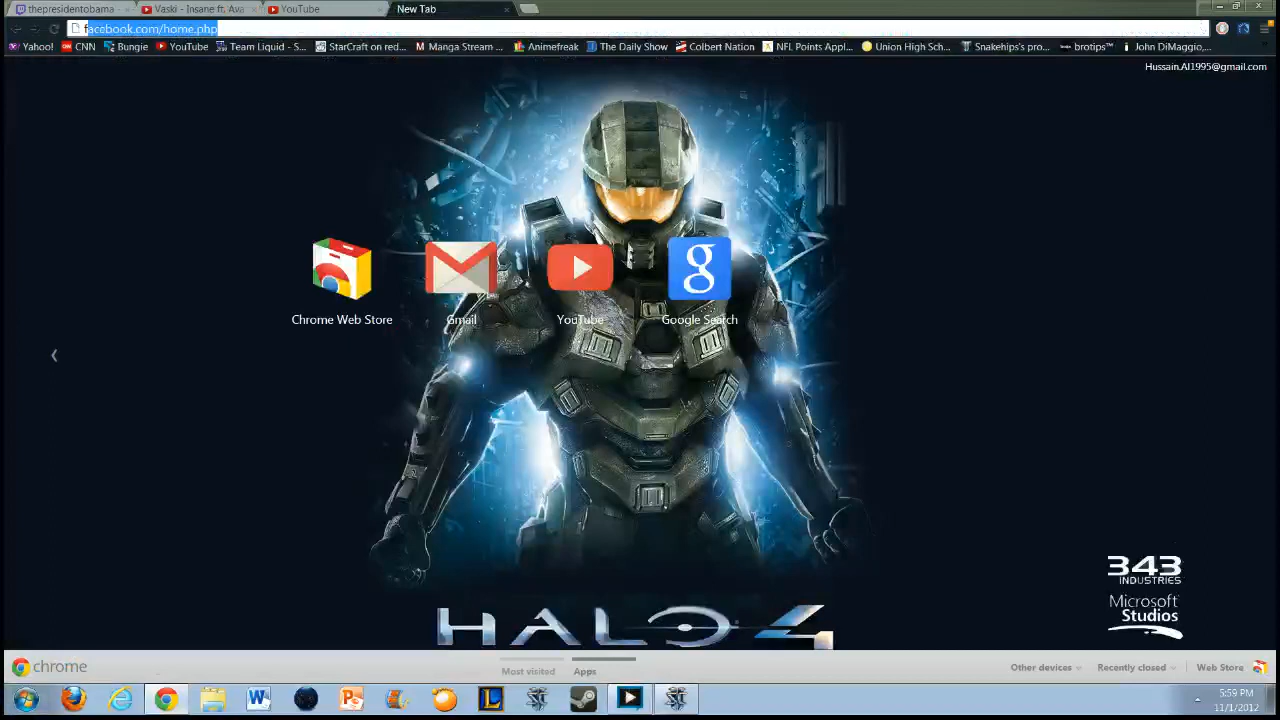 thepresidentobama
Vaski - Insane ft. Ava
YouTube
New Tab
facebook.com/home.php
Yahoo!
CNN
Bungie
YouTube
Team Liquid - S...
StarCraft on red...
Manga Stream ...
Animefreak
The Daily Show
Colbert Nation
NFL Points Appl...
Union High Sch...
Snakehips's pro...
brotips™
John DiMaggio,...
Hussain.Al1995@gmail.com
Chrome Web Store
Gmail
YouTube
Google Search
343
INDUSTRIES
Microsoft
Studios
HALO 4
chrome
Most visited
Apps
Other devices
Recently closed
Web Store
5:59 PM
11/1/2012